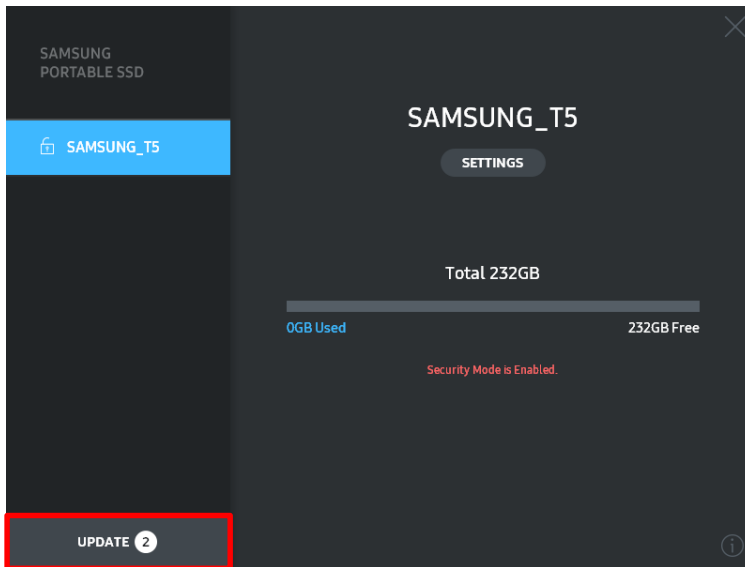 SAMSUNG
PORTABLE SSD
SAMSUNG_T5
SAMSUNG_T5
SETTINGS
Total 232GB
0GB Used 232GB Free
Security Mode is Enabled.
UPDATE 2